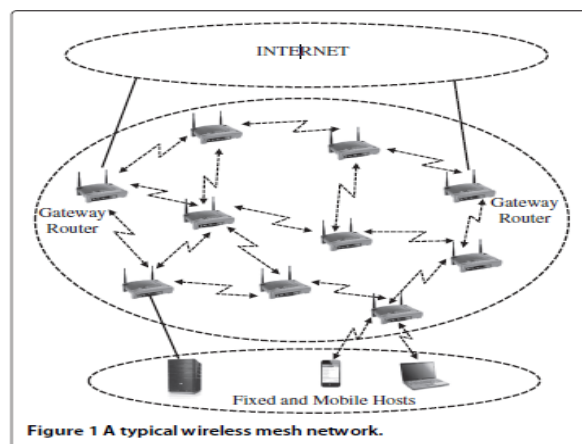 INTERNET
Gateway
Router
Gateway
Router
Fixed and Mobile Hosts
Figure 1 A typical wireless mesh network.